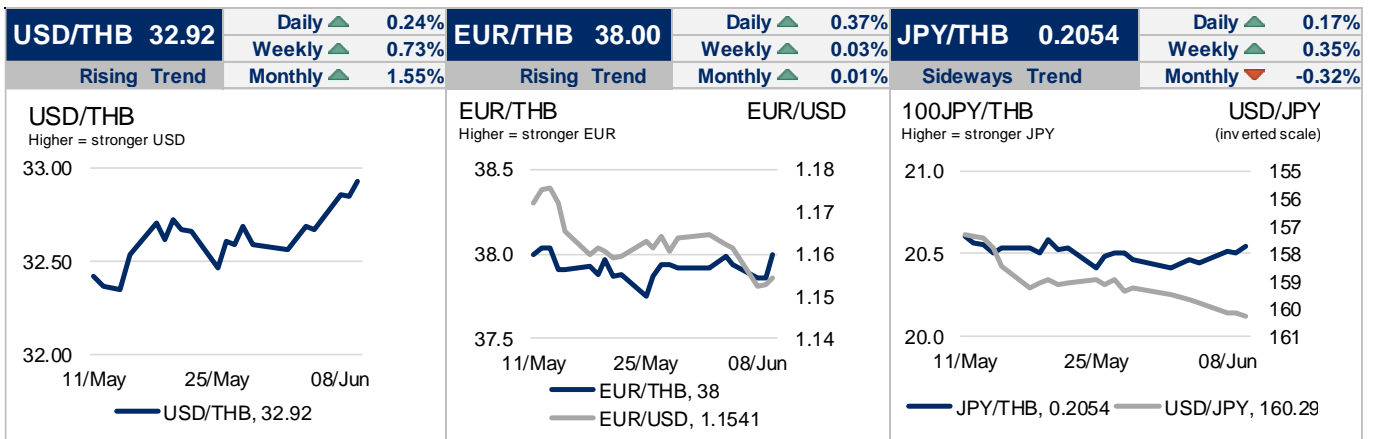 USD/THB 32.92
Daily 0.24%
Weekly 0.73%
Rising Trend
Monthly 1.55%
USD/THB
Higher = stronger USD
33.00
32.50
32.00
11/May 25/May 08/Jun
USD/THB, 32.92
EUR/THB 38.00
Daily 0.37%
Weekly 0.03%
Rising Trend
Monthly 0.01%
EUR/THB EUR/USD
Higher = stronger EUR
38.5 1.18
1.17
38.0 1.16
1.15
37.5 1.14
11/May 25/May 08/Jun
EUR/THB, 38
EUR/USD, 1.1541
JPY/THB 0.2054
Daily 0.17%
Weekly 0.35%
Sideways Trend
Monthly -0.32%
100JPY/THB USD/JPY
Higher = stronger JPY (inverted scale)
21.0 155
156
157
20.5 158
159
160
20.0 161
11/May 25/May 08/Jun
JPY/THB, 0.2054 USD/JPY, 160.29